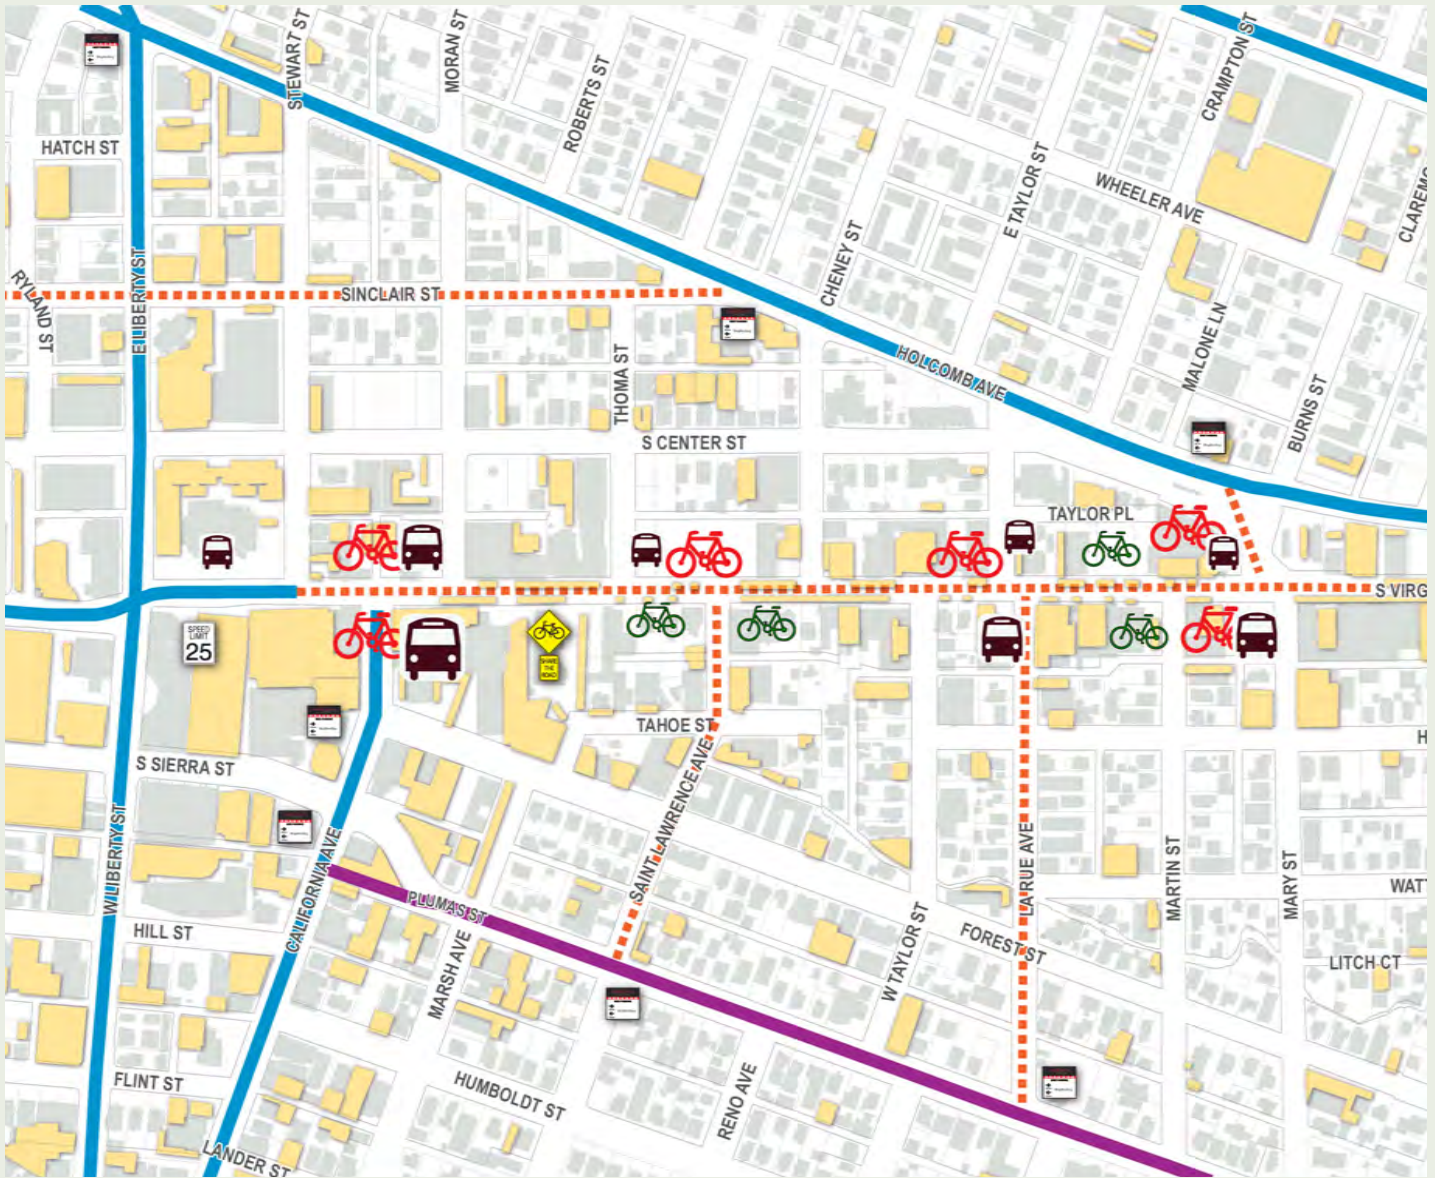 STEWART ST
MORAN ST
ROBERTS ST
CRAMPTON ST
HATCH ST
E TAYLOR ST
WHEELER AVE
CLAREMO
CHENEY ST
RYLAND ST
E LIBERTY ST
SINCLAIR ST
MALONE LN
THOMA ST
HOLCOMB AVE
BURNS ST
S CENTER ST
TAYLOR PL
S VIRG
SPEED
LIMIT
25
SHARE
THE
ROAD
TAHOE ST
H
S SIERRA ST
W LIBERTY ST
CALIFORNIA AVE
SAINT LAWRENCE AVE
LARUE AVE
MARTIN ST
MARY ST
WAT
PLUMAS ST
HILL ST
MARSH AVE
W TAYLOR ST
FOREST ST
LITCH CT
FLINT ST
HUMBOLDT ST
RENO AVE
LANDER ST